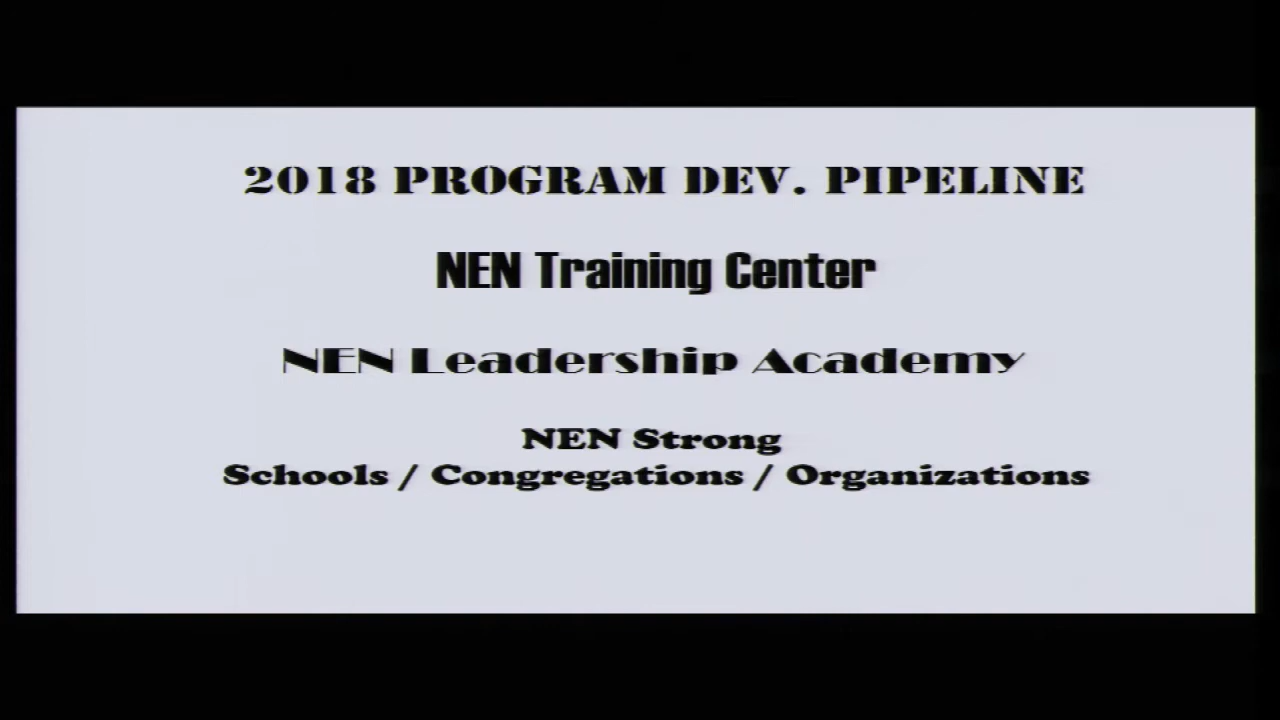 2018 PROGRAM DEV. PIPELINE
NEN Training Center
NEN Leadership Academy
NEN Strong
Schools / Congregations / Organizations